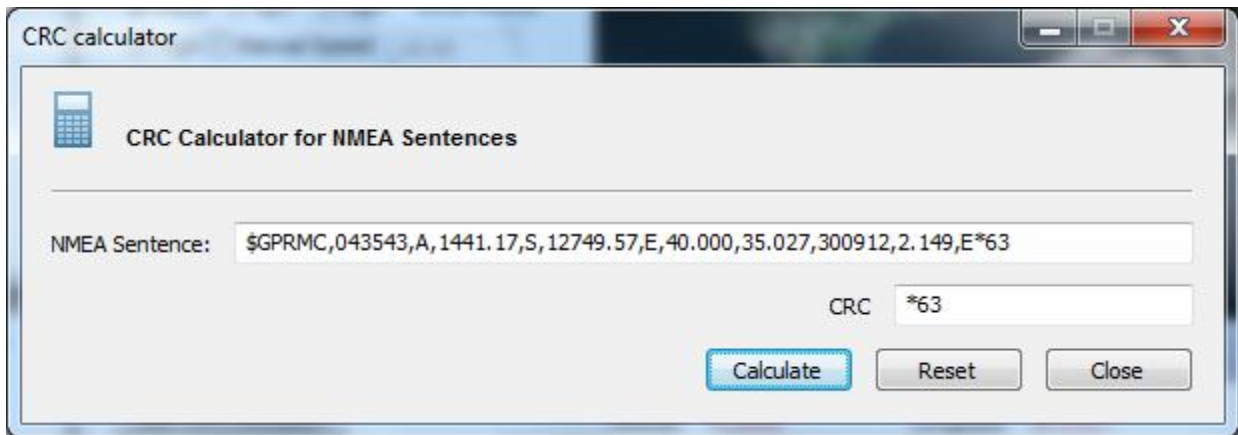 CRC calculator
CRC Calculator for NMEA Sentences
NMEA Sentence: $GPRMC,043543,A,1441.17,S,12749.57,E,40.000,35.027,300912,2.149,E*63
CRC *63
Calculate Reset Close